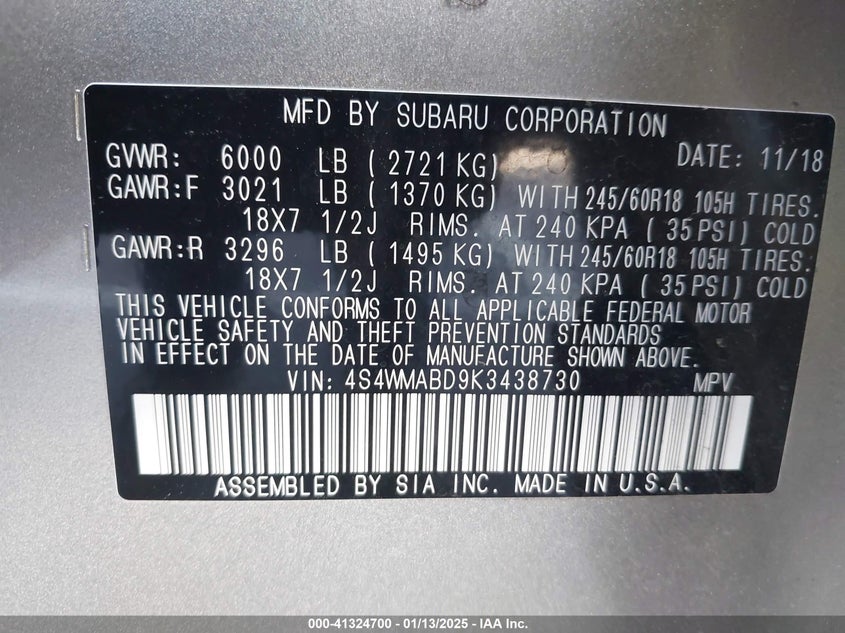 MFD BY SUBARU CORPORATION
GVWR: 6000 LB ( 2721 KG) DATE: 11/18
GAWR:F 3021 LB ( 1370 KG) WITH 245/60R18 105H TIRES.
18X7 1/2J RIMS. AT 240 KPA ( 35 PSI) COLD
GAWR:R 3296 LB ( 1495 KG) WITH 245/60R18 105H TIRES.
18X7 1/2J RIMS. AT 240 KPA ( 35 PSI) COLD
THIS VEHICLE CONFORMS TO ALL APPLICABLE FEDERAL MOTOR
VEHICLE SAFETY AND THEFT PREVENTION STANDARDS
IN EFFECT ON THE DATE OF MANUFACTURE SHOWN ABOVE.
VIN: 4S4WMABD9K3438730 MPV
ASSEMBLED BY SIA INC. MADE IN U.S.A.
000-41324700 - 01/13/2025 - IAA Inc.